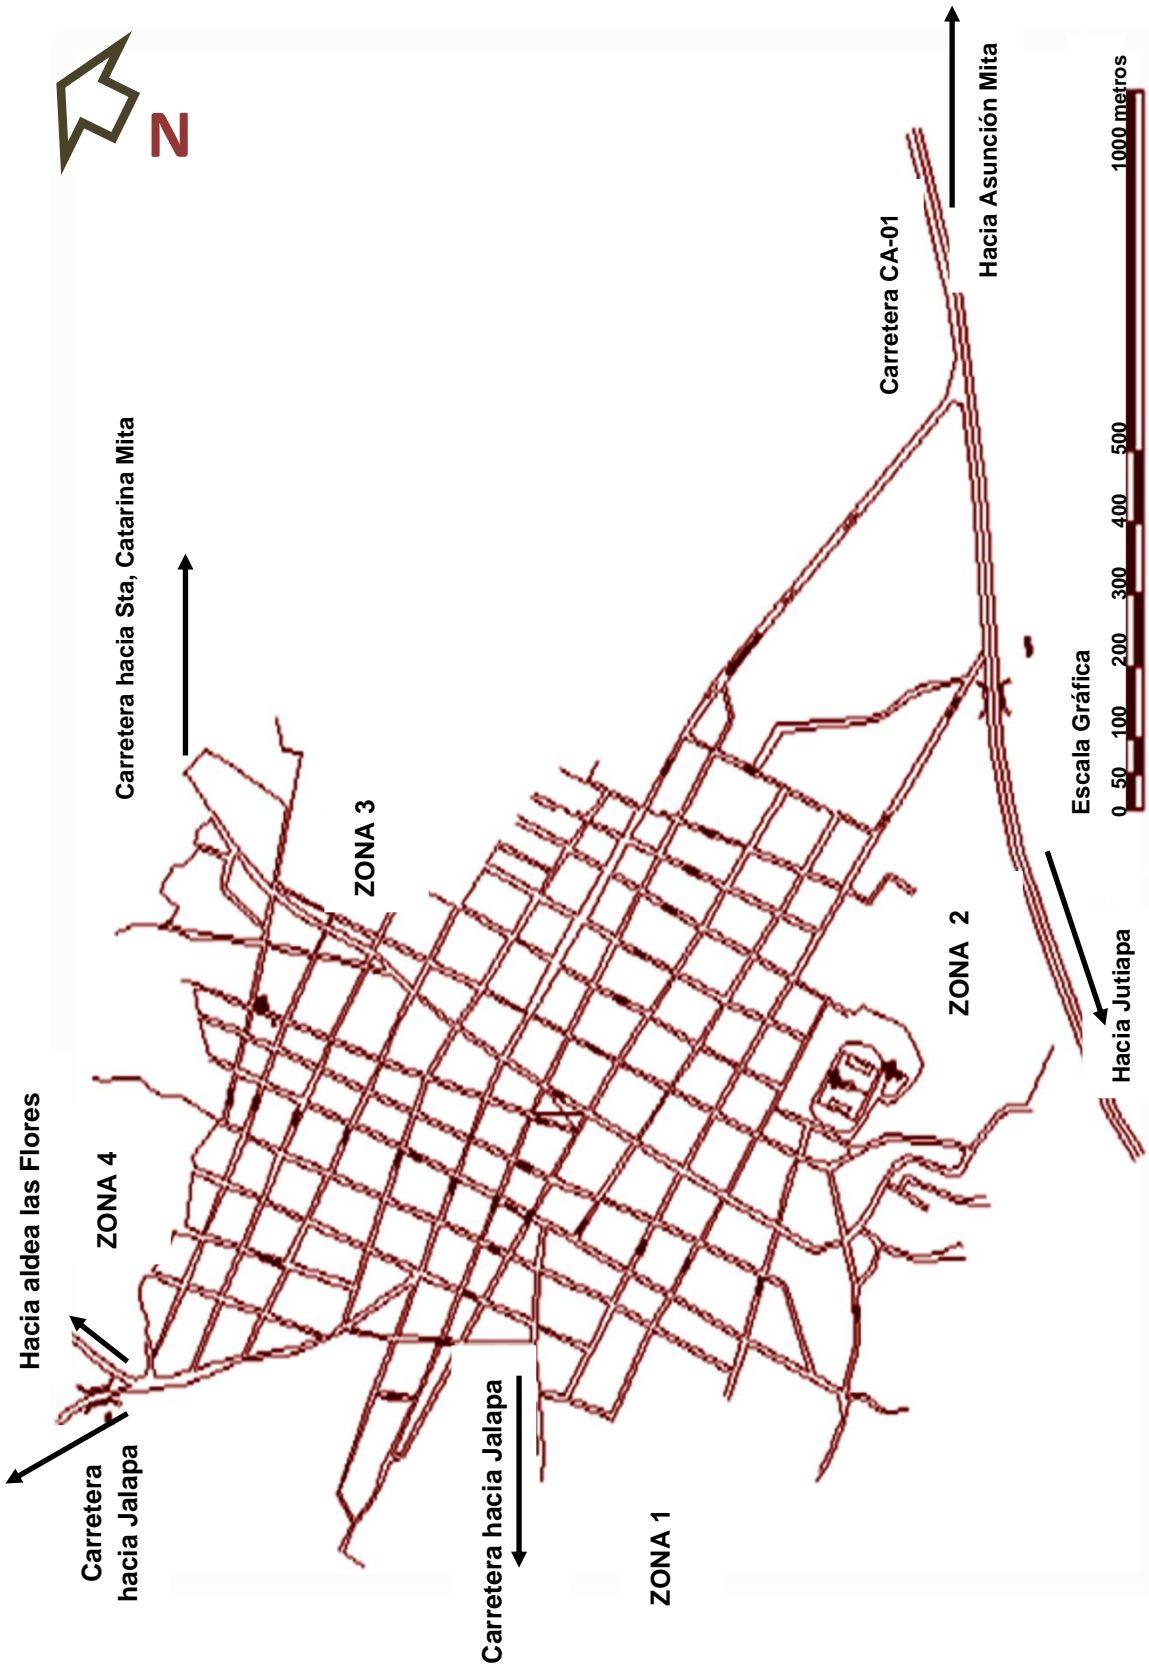 N
Hacia Asunción Mita
Carretera CA-01
Carretera hacia Sta, Catarina Mita
ZONA 3
ZONA 2
ZONA 4
ZONA 1
Hacia aldea las Flores
Carretera
hacia Jalapa
Carretera hacia Jalapa
Hacia Jutiapa
Escala Gráfica
0 50 100 200 300 400 500 1000 metros